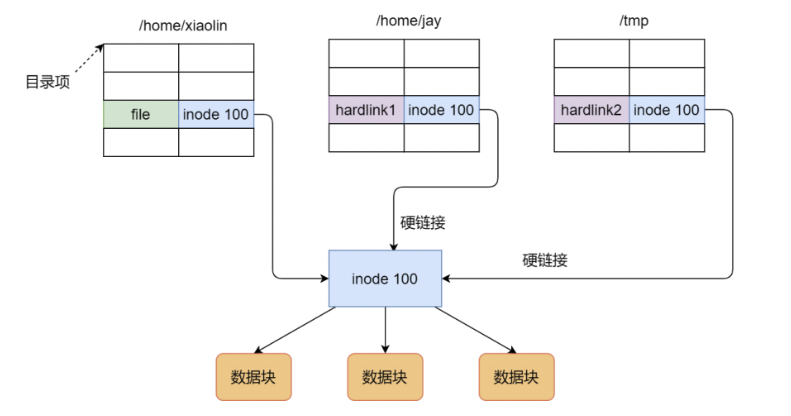 /home/xiaolin
/home/jay
/tmp
目录项
file inode 100
hardlink1 inode 100
hardlink2 inode 100
硬链接
硬链接
inode 100
数据块
数据块
数据块